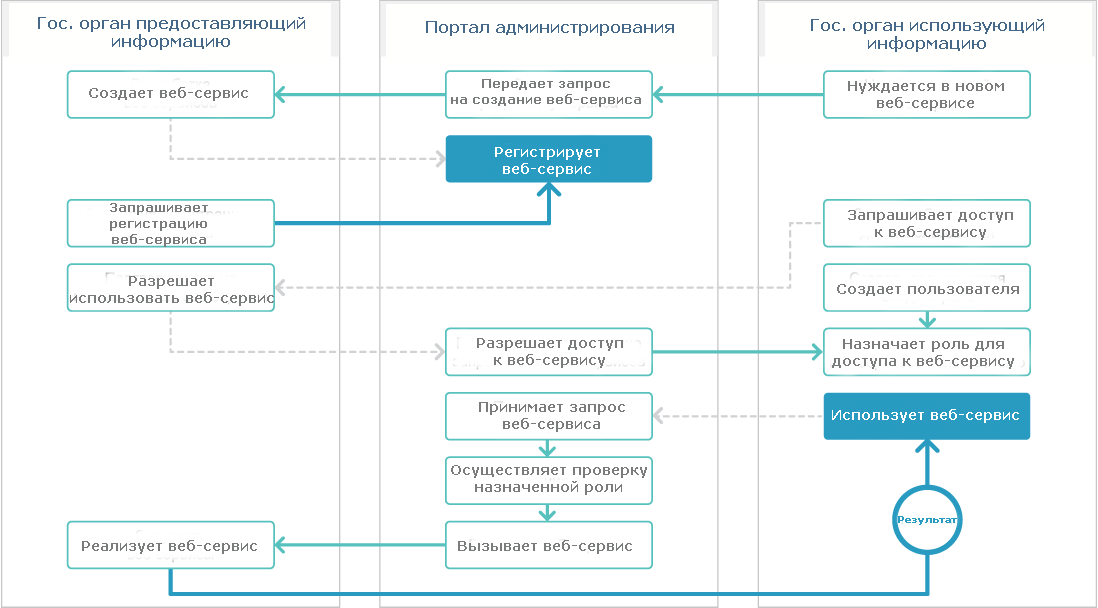 Гос. орган предоставляющий
информацию
Портал администрирования
Гос. орган использующий
информацию
Создает веб-сервис
Передает запрос
на создание веб-сервиса
Нуждается в новом
веб-сервисе
Регистрирует
веб-сервис
Запрашивает
регистрацию
веб-сервиса
Запрашивает доступ
к веб-сервису
Разрешает
использовать веб-сервис
Создает пользователя
Разрешает доступ
к веб-сервису
Назначает роль для
доступа к веб-сервису
Принимает запрос
веб-сервиса
Использует веб-сервис
Осуществляет проверку
назначенной роли
Результат
Реализует веб-сервис
Вызывает веб-сервис